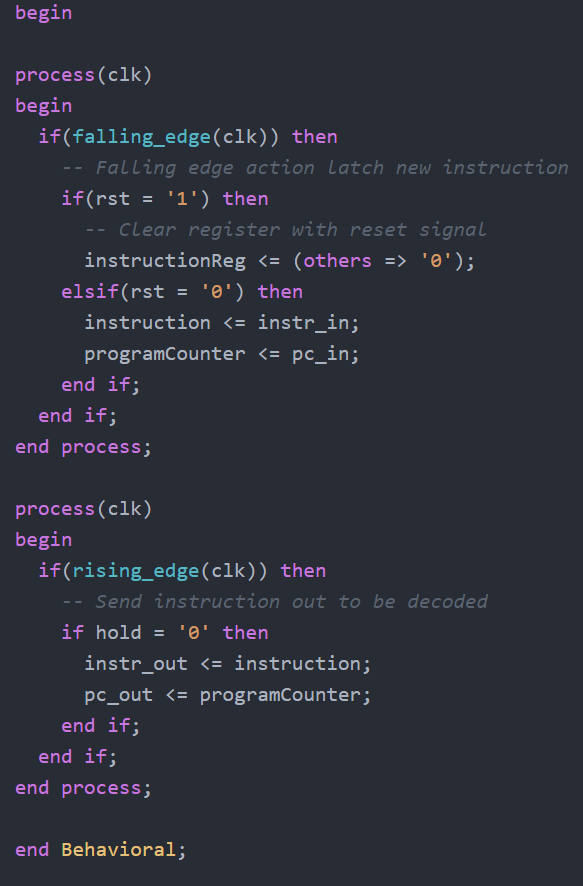 begin

process(clk)
begin
  if(falling_edge(clk)) then
    -- Falling edge action latch new instruction
    if(rst = '1') then
      -- Clear register with reset signal
      instructionReg <= (others => '0');
    elsif(rst = '0') then
      instruction <= instr_in;
      programCounter <= pc_in;
    end if;
  end if;
end process;

process(clk)
begin
  if(rising_edge(clk)) then
    -- Send instruction out to be decoded
    if hold = '0' then
      instr_out <= instruction;
      pc_out <= programCounter;
    end if;
  end if;
end process;

end Behavioral;